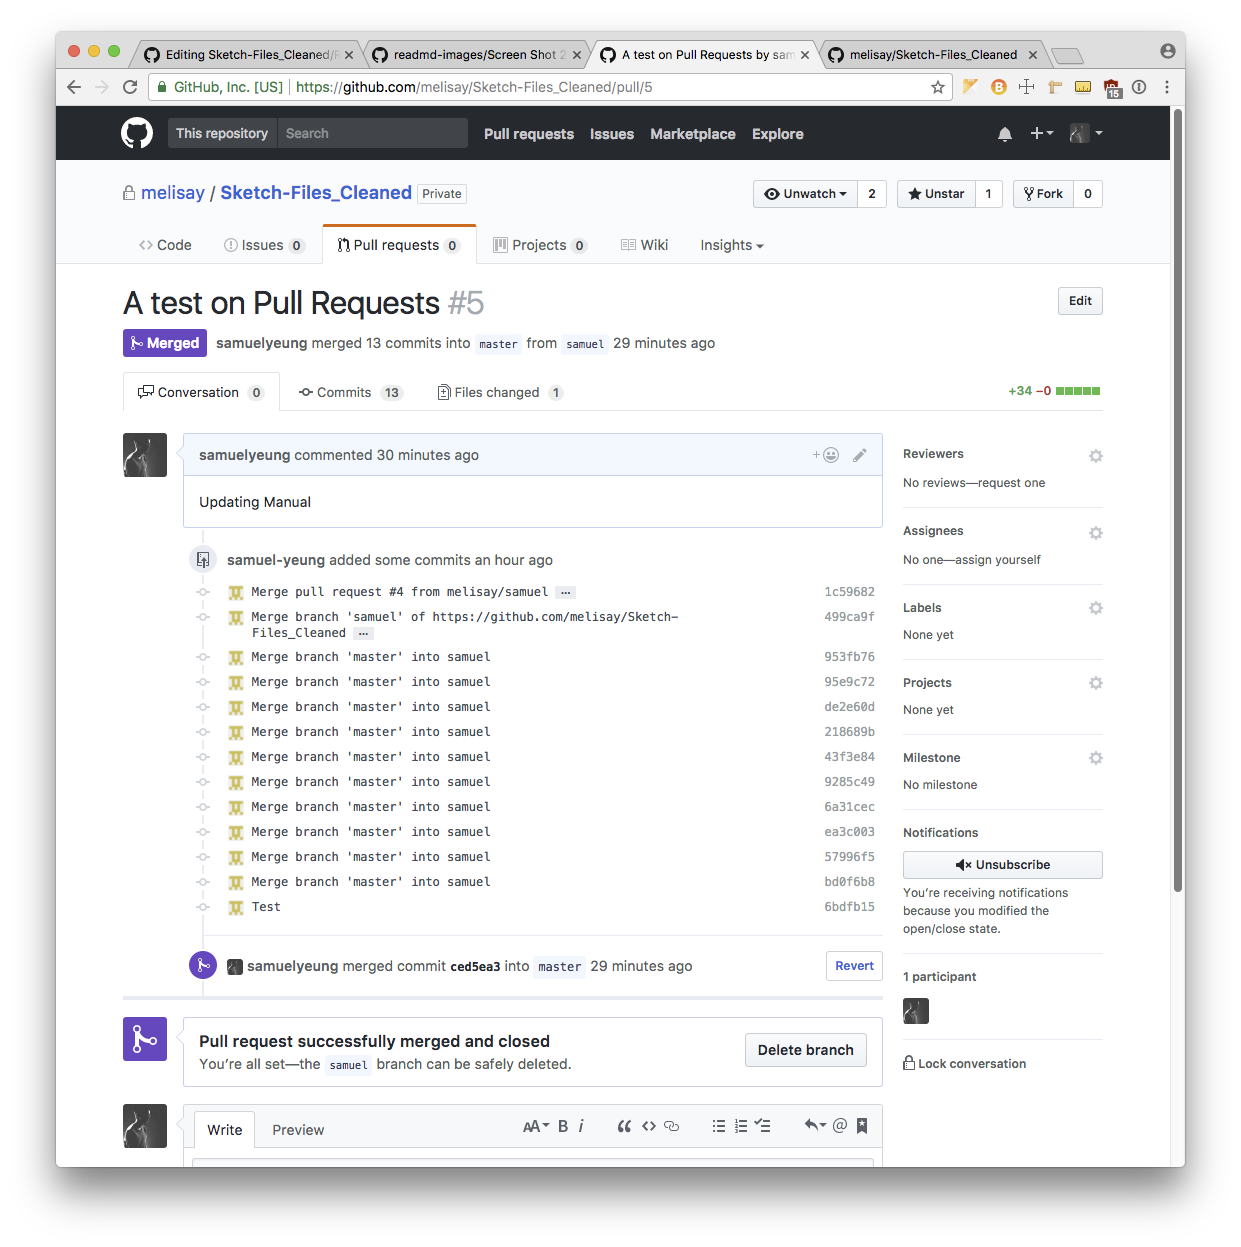 Editing Sketch-Files_Cleaned/
readmd-images/Screen Shot 2
A test on Pull Requests by sam
melisay/Sketch-Files_Cleaned
GitHub, Inc. [US] https://github.com/melisay/Sketch-Files_Cleaned/pull/5
15
This repository Search Pull requests Issues Marketplace Explore
melisay / Sketch-Files_Cleaned Private
Unwatch 2 Unstar 1 Fork 0
Code Issues 0 Pull requests 0 Projects 0 Wiki Insights
A test on Pull Requests #5
Edit
Merged samuelyeung merged 13 commits into master from samuel 29 minutes ago
Conversation 0 Commits 13 Files changed 1 +34 −0
samuelyeung commented 30 minutes ago
Updating Manual
samuel-yeung added some commits an hour ago
Merge pull request #4 from melisay/samuel … 1c59682
Merge branch 'samuel' of https://github.com/melisay/Sketch- 499ca9f
Files_Cleaned …
Merge branch 'master' into samuel 953fb76
Merge branch 'master' into samuel 95e9c72
Merge branch 'master' into samuel de2e60d
Merge branch 'master' into samuel 218689b
Merge branch 'master' into samuel 43f3e84
Merge branch 'master' into samuel 9285c49
Merge branch 'master' into samuel 6a31cec
Merge branch 'master' into samuel ea3c003
Merge branch 'master' into samuel 57996f5
Merge branch 'master' into samuel bd0f6b8
Test 6bdfb15
samuelyeung merged commit ced5ea3 into master 29 minutes ago Revert
Pull request successfully merged and closed
You’re all set—the samuel branch can be safely deleted.
Delete branch
Write Preview AA B i
Reviewers
No reviews—request one
Assignees
No one—assign yourself
Labels
None yet
Projects
None yet
Milestone
No milestone
Notifications
Unsubscribe
You’re receiving notifications
because you modified the
open/close state.
1 participant
Lock conversation